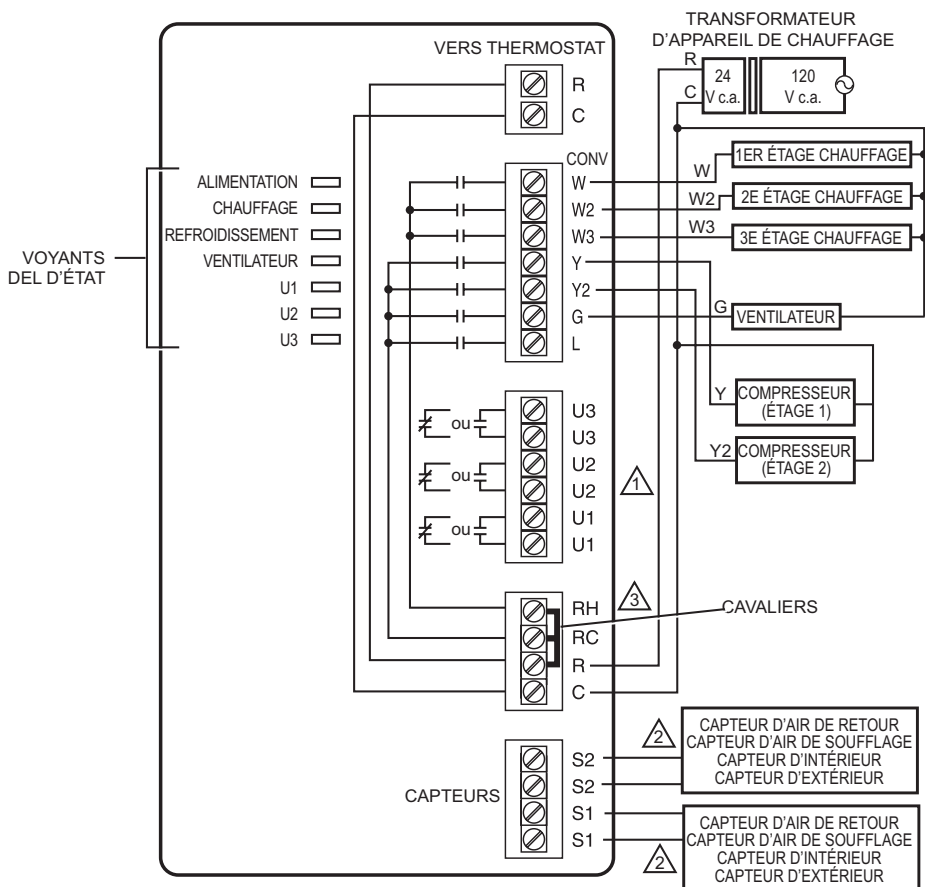 TRANSFORMATEUR
D'APPAREIL DE CHAUFFAGE
R
24
V c.a.
120
V c.a.
C
VERS THERMOSTAT
R
C
CONV
W
W2
W3
Y
Y2
G
L
W
1ER ÉTAGE CHAUFFAGE
W2
2E ÉTAGE CHAUFFAGE
W3
3E ÉTAGE CHAUFFAGE
G
VENTILATEUR
Y
COMPRESSEUR
(ÉTAGE 1)
Y2
COMPRESSEUR
(ÉTAGE 2)
VOYANTS
DEL D'ÉTAT
ALIMENTATION
CHAUFFAGE
REFROIDISSEMENT
VENTILATEUR
U1
U2
U3
ou
ou
ou
U3
U3
U2
U2
U1
U1
1
RH
RC
R
C
3
CAVALIERS
CAPTEURS
S2
S2
S1
S1
2
CAPTEUR D'AIR DE RETOUR
CAPTEUR D'AIR DE SOUFFLAGE
CAPTEUR D'INTÉRIEUR
CAPTEUR D'EXTÉRIEUR
2
CAPTEUR D'AIR DE RETOUR
CAPTEUR D'AIR DE SOUFFLAGE
CAPTEUR D'INTÉRIEUR
CAPTEUR D'EXTÉRIEUR